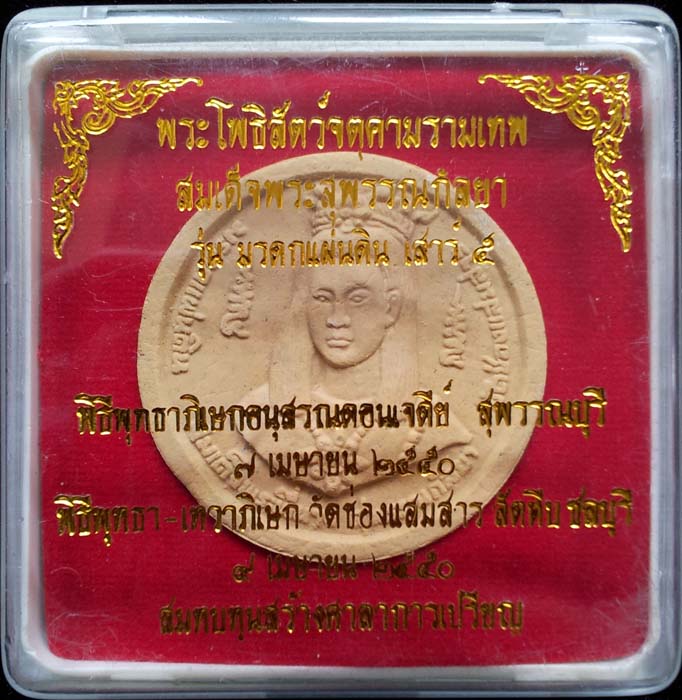 พระโพธิสัตว์จตุคามรามเทพ
สมเด็จพระสุพรรณกัลยา
รุ่น มรดกแผ่นดิน เสาร์ ๕
พิธีพุทธาภิเษกอนุสรณ์ดอนเจดีย์ สุพรรณบุรี
๗ เมษายน ๒๕๕๐
พิธีพุทธา-เทวาภิเษก วัดช่องแสมสาร สัตหีบ ชลบุรี
๙ เมษายน ๒๕๕๐
สมทบทุนสร้างศาลาการเปรียญ